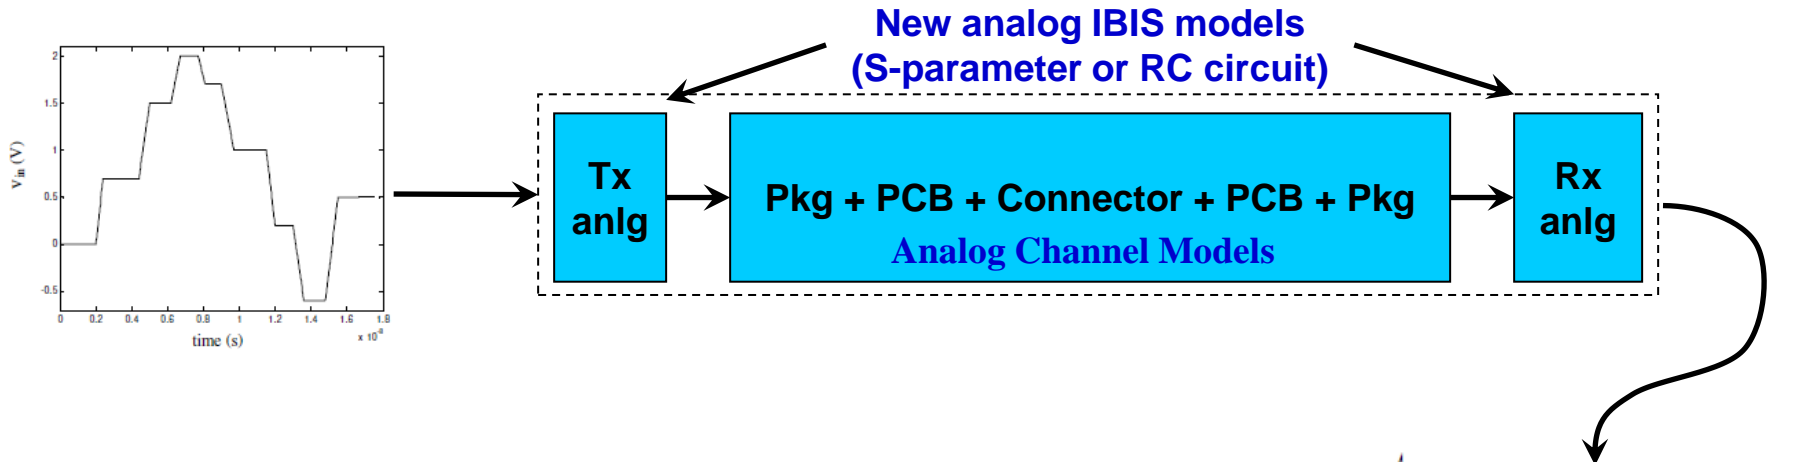 New analog IBIS models
(S-parameter or RC circuit)
2
1.5
1
0.5
0
-0.5
Vin (V)
0 0.2 0.4 0.6 0.8 1 1.2 1.4 1.6 1.8
time (s)
Tx
anlg
Pkg + PCB + Connector + PCB + Pkg
Analog Channel Models
Rx
anlg